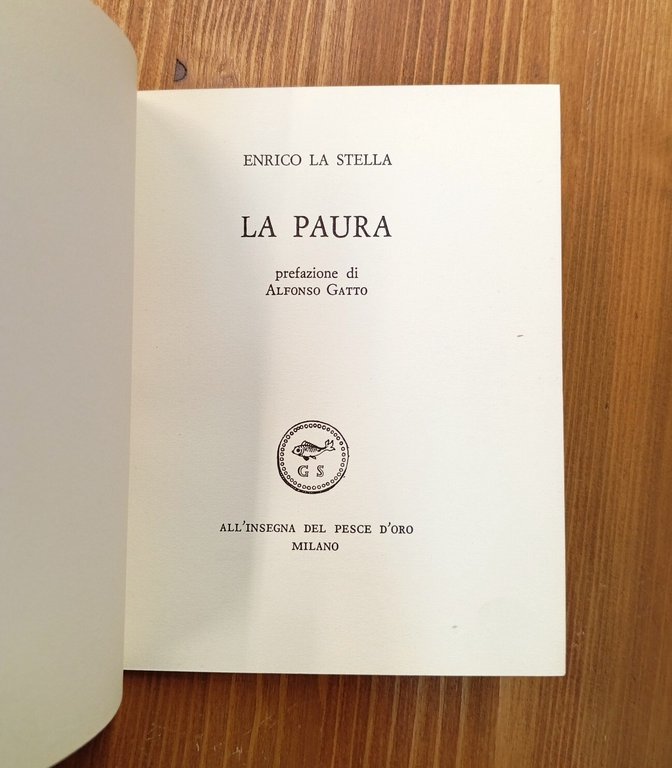 ENRICO LA STELLA
LA PAURA
prefazione di
ALFONSO GATTO
G S
ALL'INSEGNA DEL PESCE D'ORO
MILANO